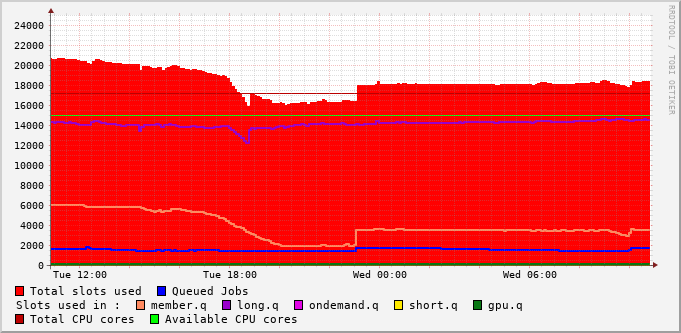 RRDTOOL / TOBI OETIKER
24000
22000
20000
18000
16000
14000
12000
10000
8000
6000
4000
2000
0
Tue 12:00 Tue 18:00 Wed 00:00 Wed 06:00
Total slots used Queued Jobs
Slots used in : member.q long.q ondemand.q short.q gpu.q
Total CPU cores Available CPU cores